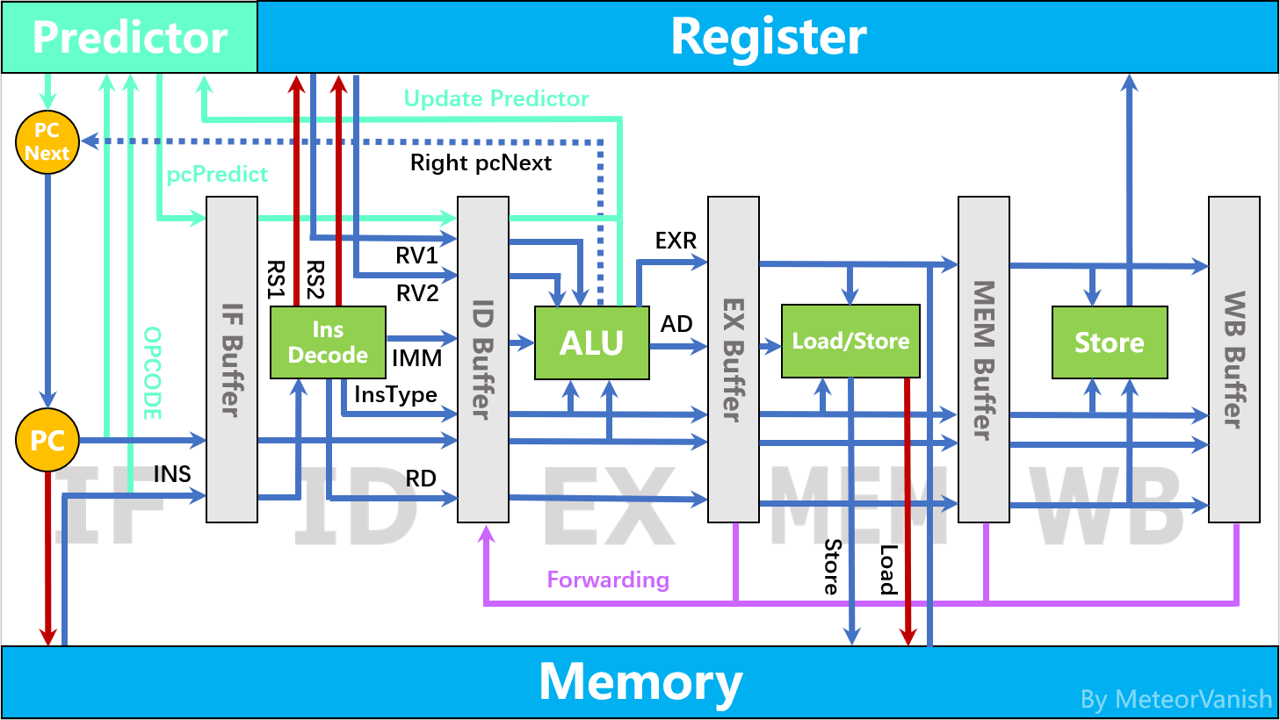 Predictor
Register
PC
Next
Update Predictor
Right pcNext
pcPredict
EXR
RV1
RV2
RS1
RS2
IF Buffer
Ins
Decode
IMM
InsType
ID Buffer
ALU
AD
EX Buffer
Load/Store
MEM Buffer
Store
WB Buffer
OPCODE
PC
INS
RD
IF
ID
EX
MEM
WB
Store
Load
Forwarding
Memory
By MeteorVanish